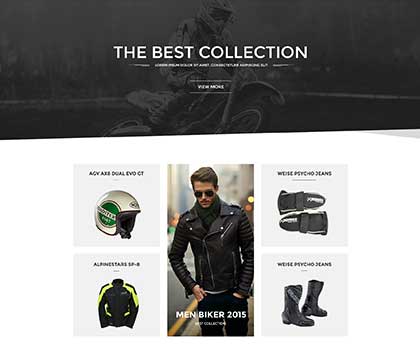 THE BEST COLLECTION
LOREM IPSUM DOLOR SIT AMET, CONSECTETUR ADIPISCING ELIT
VIEW MORE
AGV AX8 DUAL EVO GT
WEISE PSYCHO JEANS
ALPINESTARS SP-8
WEISE PSYCHO JEANS
MEN BIKER 2015
BEST COLLECTION